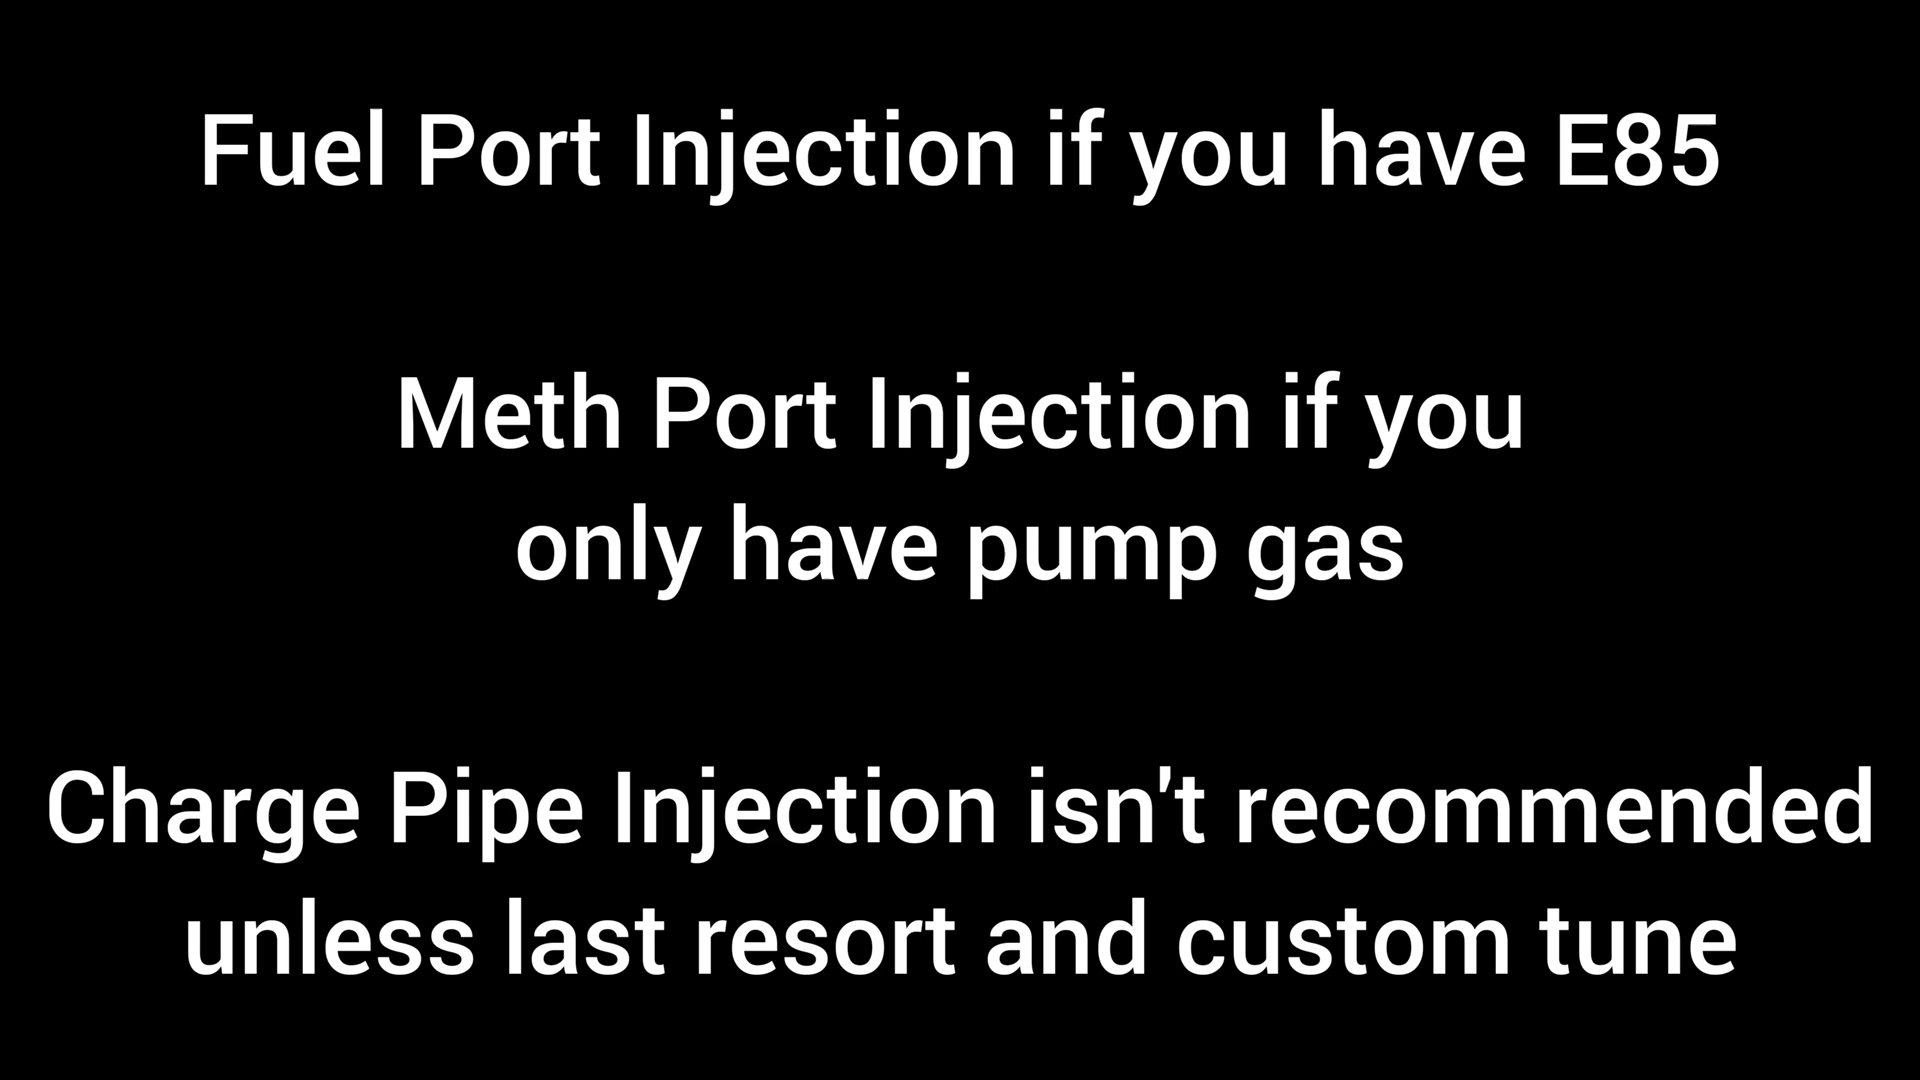 Fuel Port Injection if you have E85
Meth Port Injection if you
only have pump gas
Charge Pipe Injection isn't recommended
unless last resort and custom tune